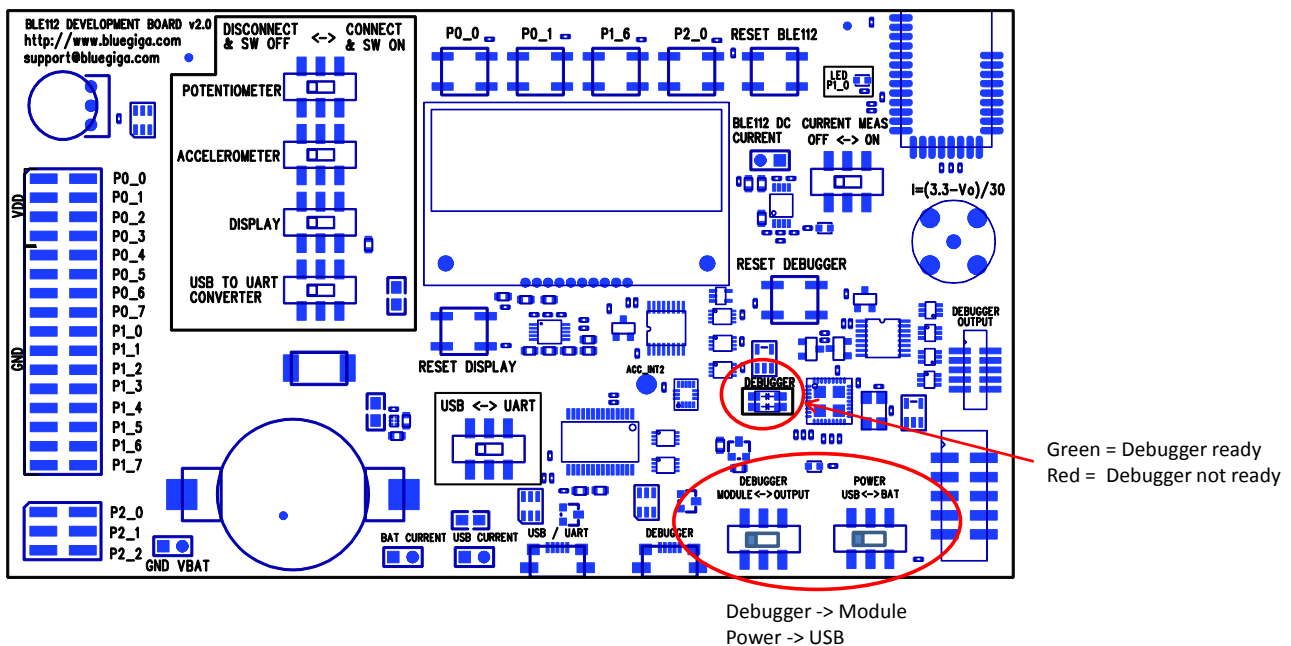 BLE112 DEVELOPMENT BOARD v2.0
http://www.bluegiga.com
support@bluegiga.com
DISCONNECT <-> CONNECT
& SW OFF & SW ON
POTENTIOMETER
ACCELEROMETER
DISPLAY
USB TO UART
CONVERTER
P0_0
P0_1
P1_6
P2_0
RESET BLE112
LED
P1_0
BLE112 DC
CURRENT
CURRENT MEAS
OFF <-> ON
I=(3.3-Vo)/30
VDD
GND
P0_0
P0_1
P0_2
P0_3
P0_4
P0_5
P0_6
P0_7
P1_0
P1_1
P1_2
P1_3
P1_4
P1_5
P1_6
P1_7
P2_0
P2_1
P2_2
GND VBAT
RESET DISPLAY
RESET DEBUGGER
DEBUGGER
OUTPUT
ACC_INT2
DEBUGGER
USB <-> UART
BAT CURRENT
USB CURRENT
USB / UART
DEBUGGER
DEBUGGER
MODULE<->OUTPUT
POWER
USB<->BAT
Green = Debugger ready
Red = Debugger not ready
Debugger -> Module
Power -> USB